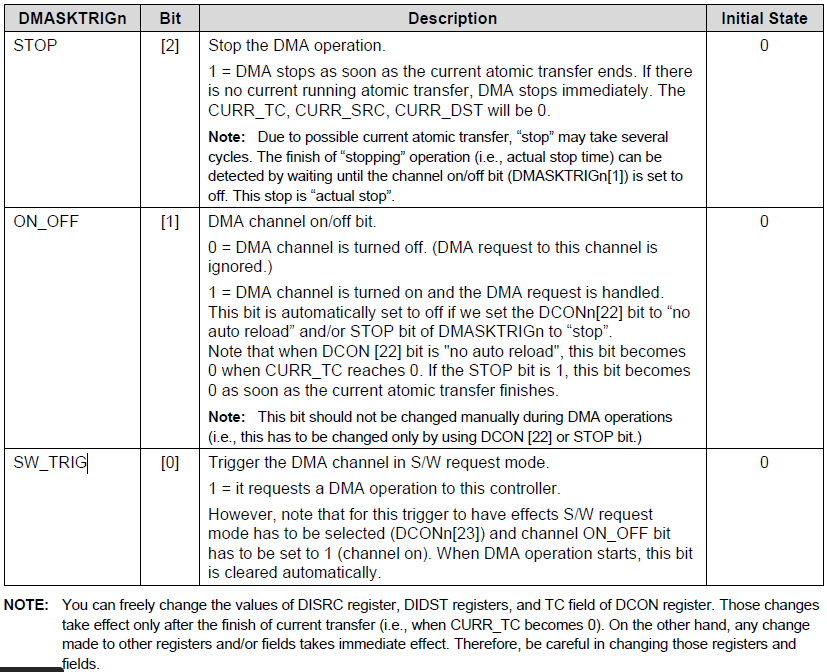 DMASKTRIGn Bit Description Initial State
STOP [2] Stop the DMA operation. 0
1 = DMA stops as soon as the current atomic transfer ends. If there
is no current running atomic transfer, DMA stops immediately. The
CURR_TC, CURR_SRC, CURR_DST will be 0.
Note: Due to possible current atomic transfer, “stop” may take several
cycles. The finish of “stopping” operation (i.e., actual stop time) can be
detected by waiting until the channel on/off bit (DMASKTRIGn[1]) is set to
off. This stop is “actual stop”.
ON_OFF [1] DMA channel on/off bit. 0
0 = DMA channel is turned off. (DMA request to this channel is
ignored.)
1 = DMA channel is turned on and the DMA request is handled.
This bit is automatically set to off if we set the DCONn[22] bit to “no
auto reload” and/or STOP bit of DMASKTRIGn to “stop”.
Note that when DCON [22] bit is "no auto reload", this bit becomes
0 when CURR_TC reaches 0. If the STOP bit is 1, this bit becomes
0 as soon as the current atomic transfer finishes.
Note: This bit should not be changed manually during DMA operations
(i.e., this has to be changed only by using DCON [22] or STOP bit.)
SW_TRIG [0] Trigger the DMA channel in S/W request mode. 0
1 = it requests a DMA operation to this controller.
However, note that for this trigger to have effects S/W request
mode has to be selected (DCONn[23]) and channel ON_OFF bit
has to be set to 1 (channel on). When DMA operation starts, this bit
is cleared automatically.
NOTE: You can freely change the values of DISRC register, DIDST registers, and TC field of DCON register. Those changes
take effect only after the finish of current transfer (i.e., when CURR_TC becomes 0). On the other hand, any change
made to other registers and/or fields takes immediate effect. Therefore, be careful in changing those registers and
fields.